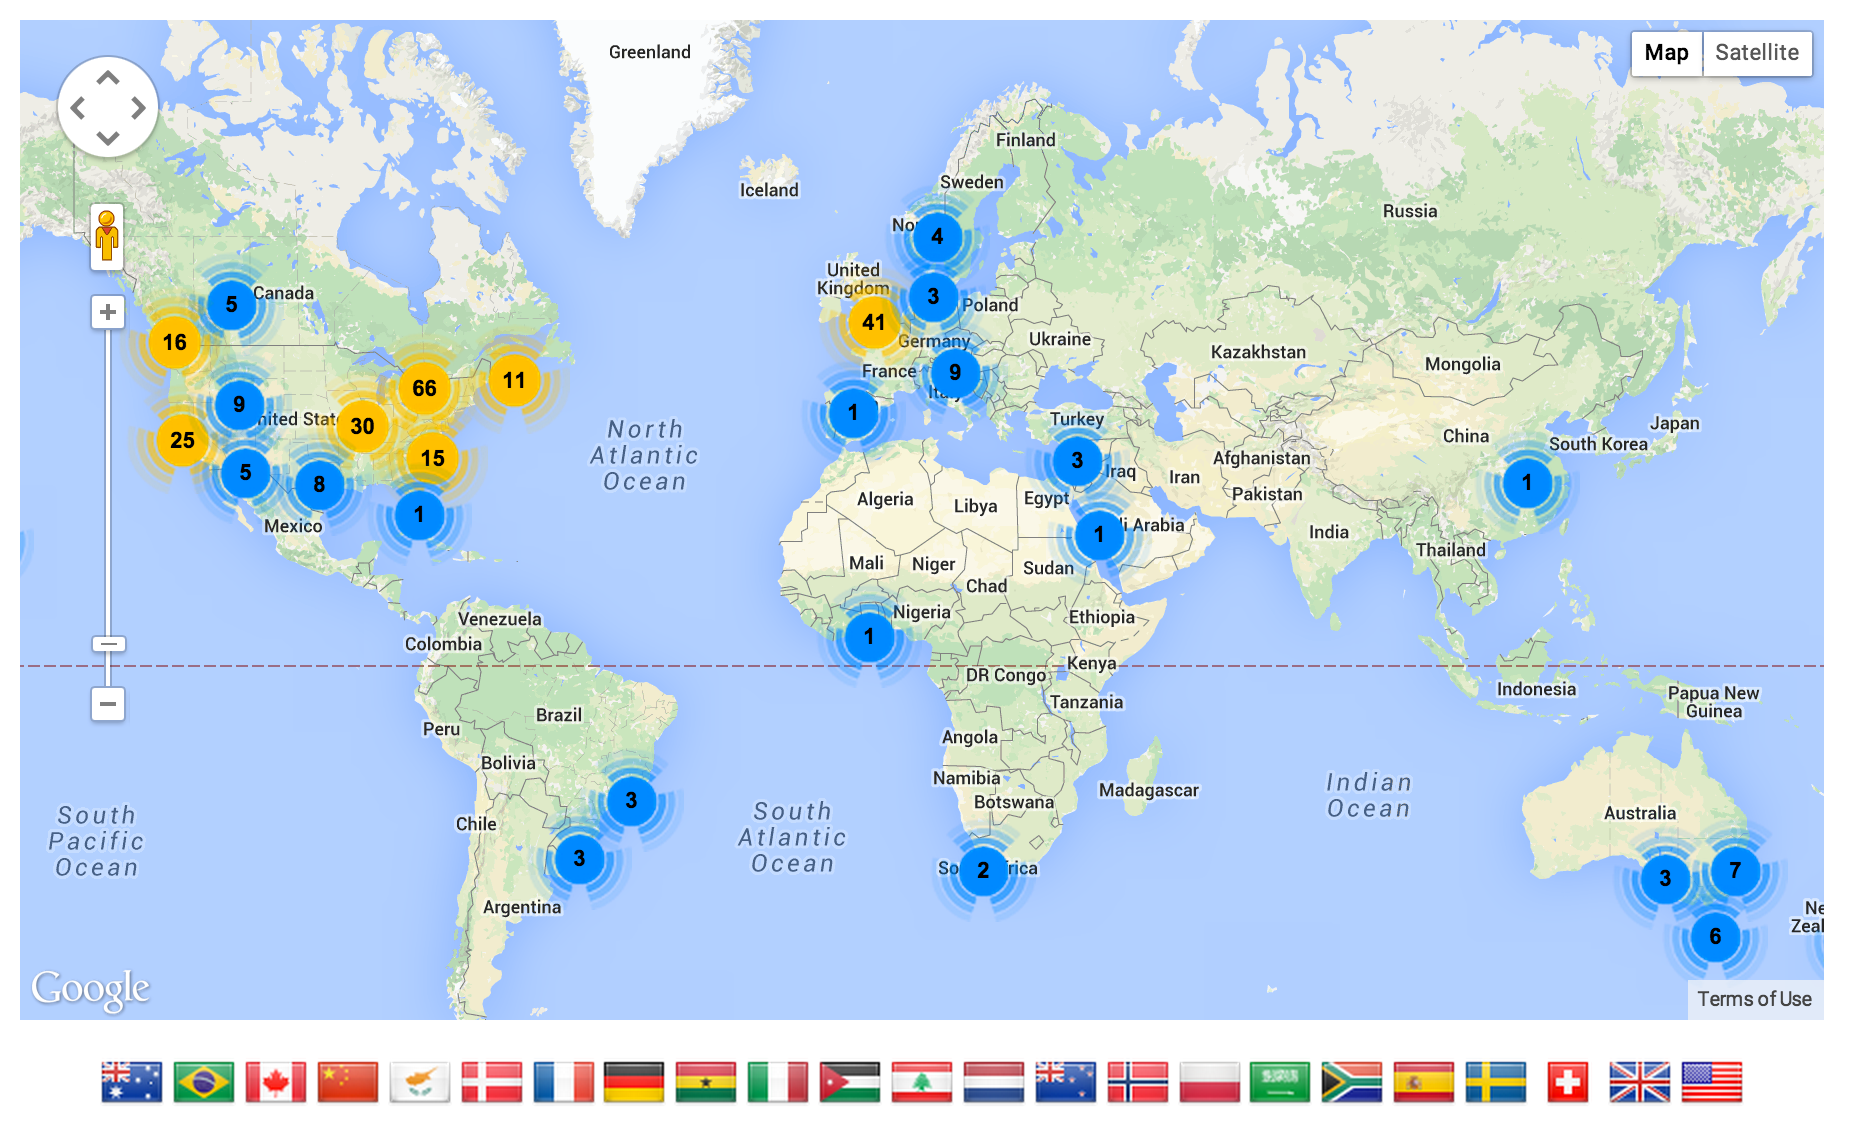 Greenland
Map
Satellite
Finland
Iceland
Sweden
Russia
Nor
4
United
Kingdom
Canada
5
3
Poland
16
41
Germany
Ukraine
Kazakhstan
Mongolia
66
11
France
9
9
Italy
1
nited Stat
30
25
15
Turkey
Japan
China
South Korea
North
Atlantic
Ocean
5
8
3
Iraq
Afghanistan
Iran
Pakistan
1
Algeria
Libya
Egypt
1
Mexico
1
i Arabia
India
Thailand
Mali
Niger
Sudan
Chad
Nigeria
Ethiopia
Venezuela
1
Colombia
Kenya
DR Congo
Indonesia
Papua New
Guinea
Tanzania
Brazil
Peru
Angola
Bolivia
Namibia
Madagascar
Botswana
Indian
Ocean
3
South
Pacific
Ocean
Chile
South
Atlantic
Ocean
Australia
3
So
2
rica
3
7
Argentina
Ne
Zeal
6
Google
Terms of Use